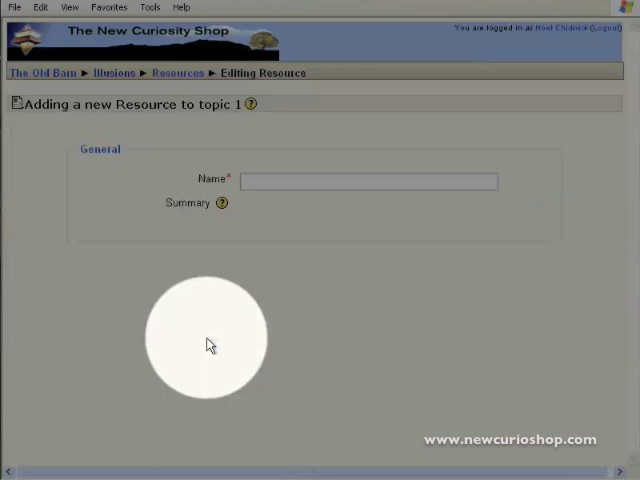 File Edit View Favorites Tools Help
The New Curiosity Shop
You are logged in as Noel Chidwick (Logout)
The Old Barn ► Illusions ► Resources ► Editing Resource
Adding a new Resource to topic 1 ?
General
Name*
Summary ?
www.newcurioshop.com